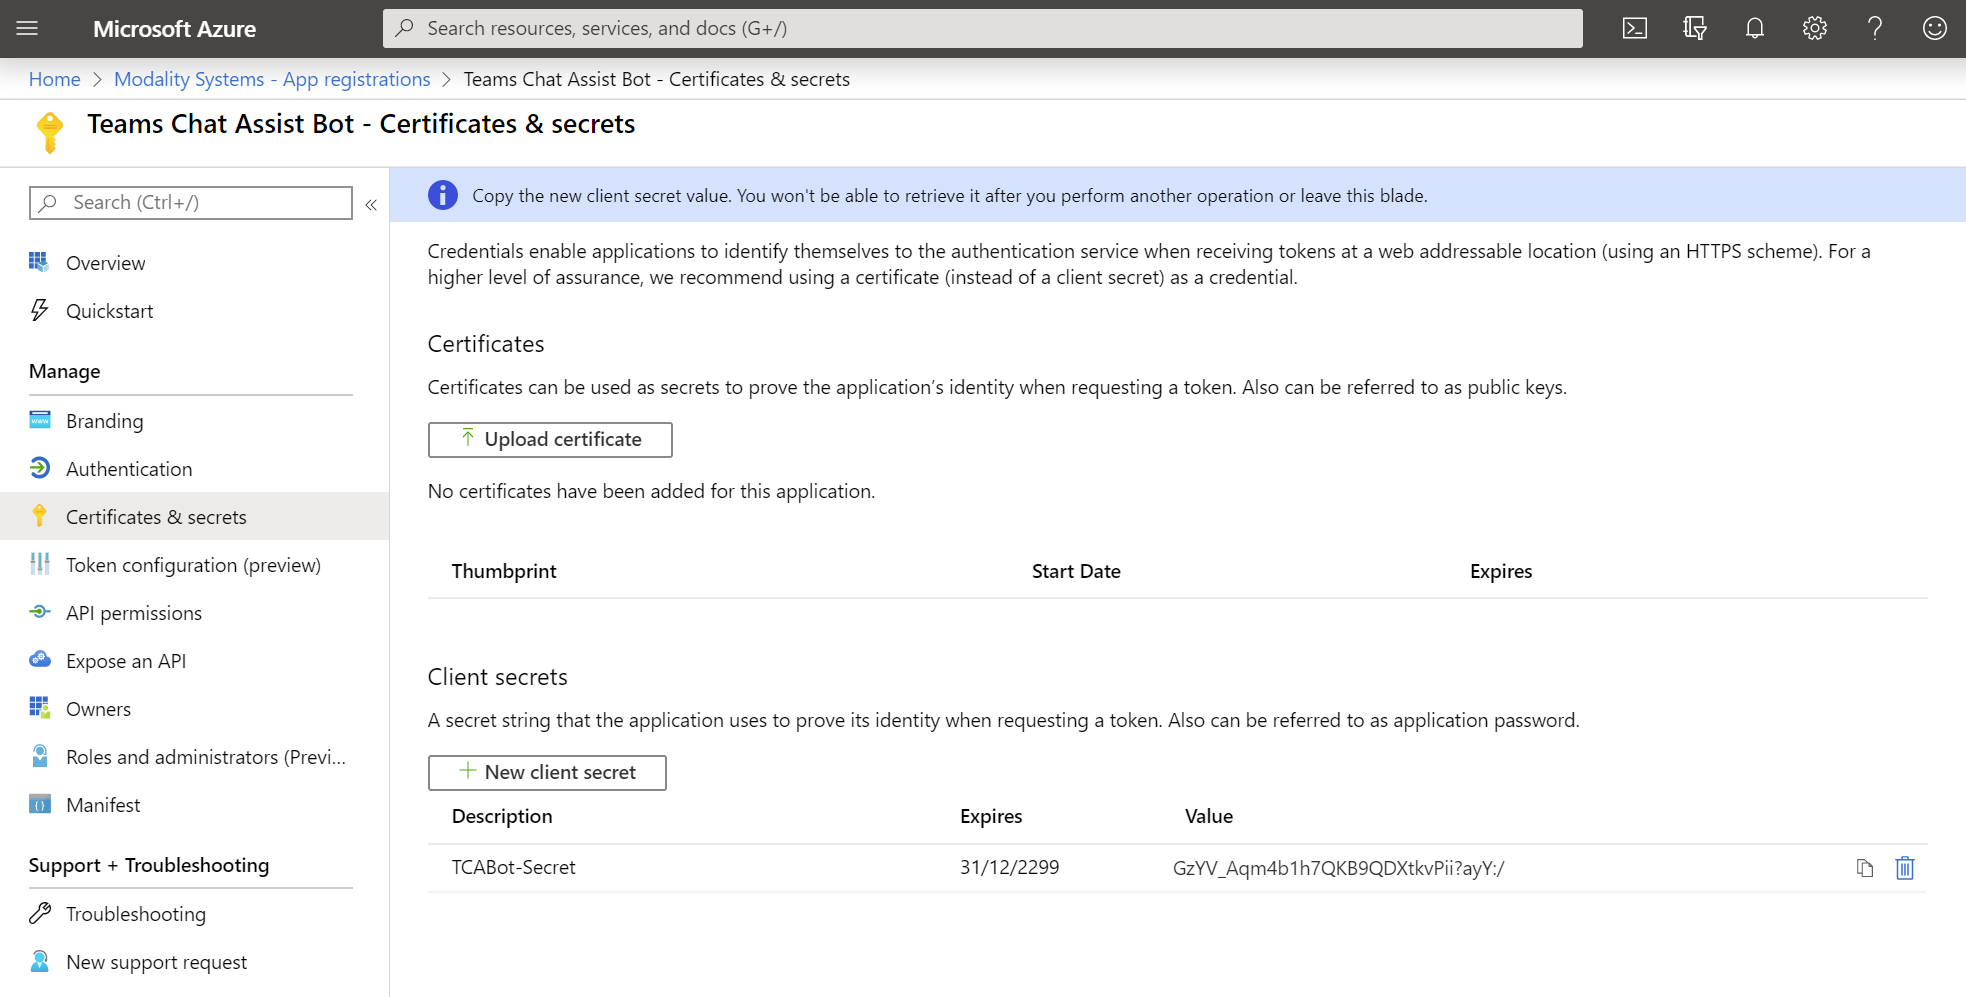 Microsoft Azure
Search resources, services, and docs (G+/)
Home > Modality Systems - App registrations > Teams Chat Assist Bot - Certificates & secrets
Teams Chat Assist Bot - Certificates & secrets
Search (Ctrl+/)
«
Overview
Quickstart
Manage
Branding
Authentication
Certificates & secrets
Token configuration (preview)
API permissions
Expose an API
Owners
Roles and administrators (Previ...
Manifest
Support + Troubleshooting
Troubleshooting
New support request
Copy the new client secret value. You won't be able to retrieve it after you perform another operation or leave this blade.
Credentials enable applications to identify themselves to the authentication service when receiving tokens at a web addressable location (using an HTTPS scheme). For a
higher level of assurance, we recommend using a certificate (instead of a client secret) as a credential.
Certificates
Certificates can be used as secrets to prove the application’s identity when requesting a token. Also can be referred to as public keys.
Upload certificate
No certificates have been added for this application.
Thumbprint Start Date Expires
Client secrets
A secret string that the application uses to prove its identity when requesting a token. Also can be referred to as application password.
New client secret
Description Expires Value
TCABot-Secret 31/12/2299 GzYV_Aqm4b1h7QKB9QDXtkvPii?ayY:/